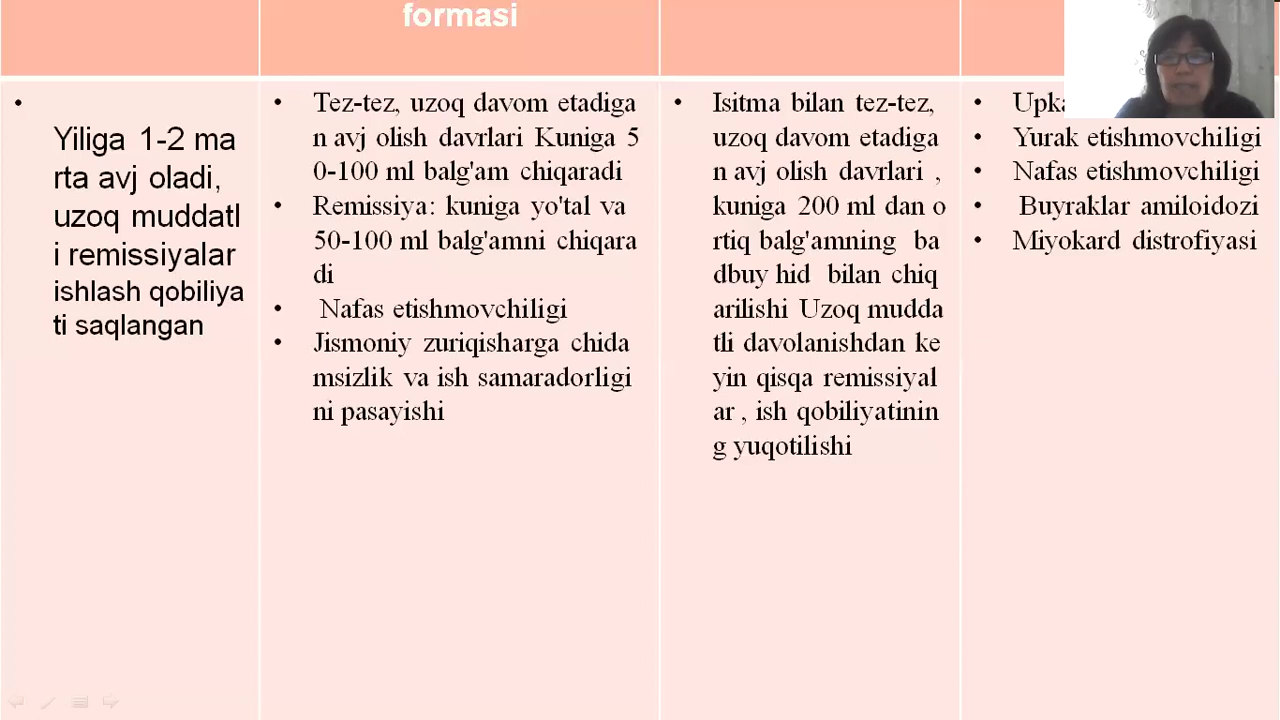 formasi
Yiliga 1-2 ma
rta avj oladi,
uzoq muddatl
i remissiyalar
ishlash qobiliya
ti saqlangan
• Tez-tez, uzoq davom etadiga
n avj olish davrlari Kuniga 5
0-100 ml balg'am chiqaradi
• Remissiya: kuniga yo'tal va
50-100 ml balg'amni chiqara
di
• Nafas etishmovchiligi
• Jismoniy zuriqisharga chida
msizlik va ish samaradorligi
ni pasayishi
• Isitma bilan tez-tez,
uzoq davom etadiga
n avj olish davrlari ,
kuniga 200 ml dan o
rtiq balg'amning ba
dbuy hid bilan chiq
arilishi Uzoq mudda
tli davolanishdan ke
yin qisqa remissiyal
ar , ish qobiliyatinin
g yuqotilishi
• Yurak etishmovchiligi
• Nafas etishmovchiligi
• Buyraklar amiloidozi
• Miyokard distrofiyasi